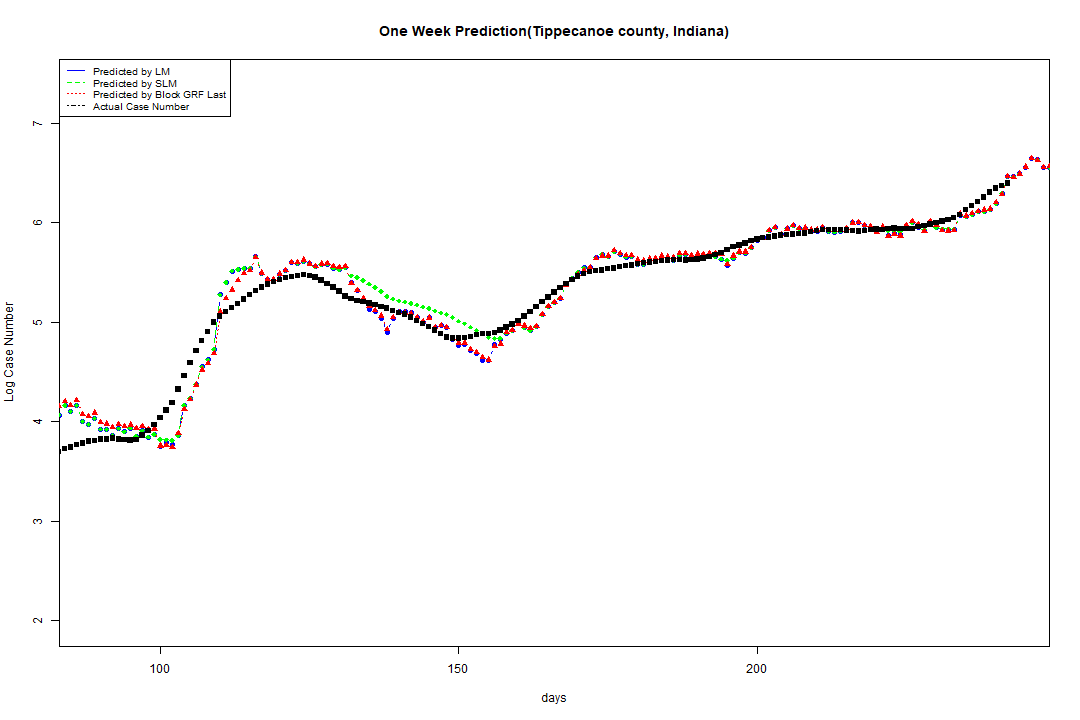 One Week Prediction(Tippecanoe county, Indiana)
Predicted by LM
Predicted by SLM
Predicted by Block GRF Last
Actual Case Number
7
6
5
4
3
2
Log Case Number
100 150 200
days